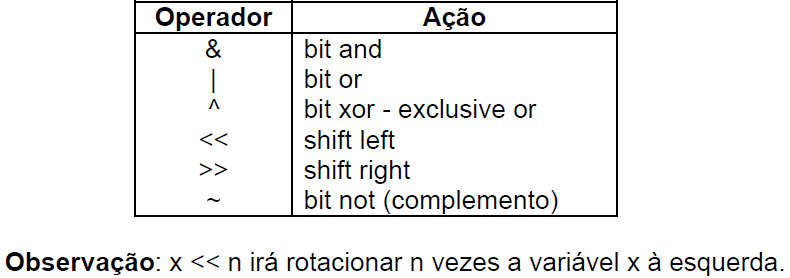 Operador Ação
& bit and
| bit or
^ bit xor - exclusive or
<< shift left
>> shift right
~ bit not (complemento)
Observação: x << n irá rotacionar n vezes a variável x à esquerda.